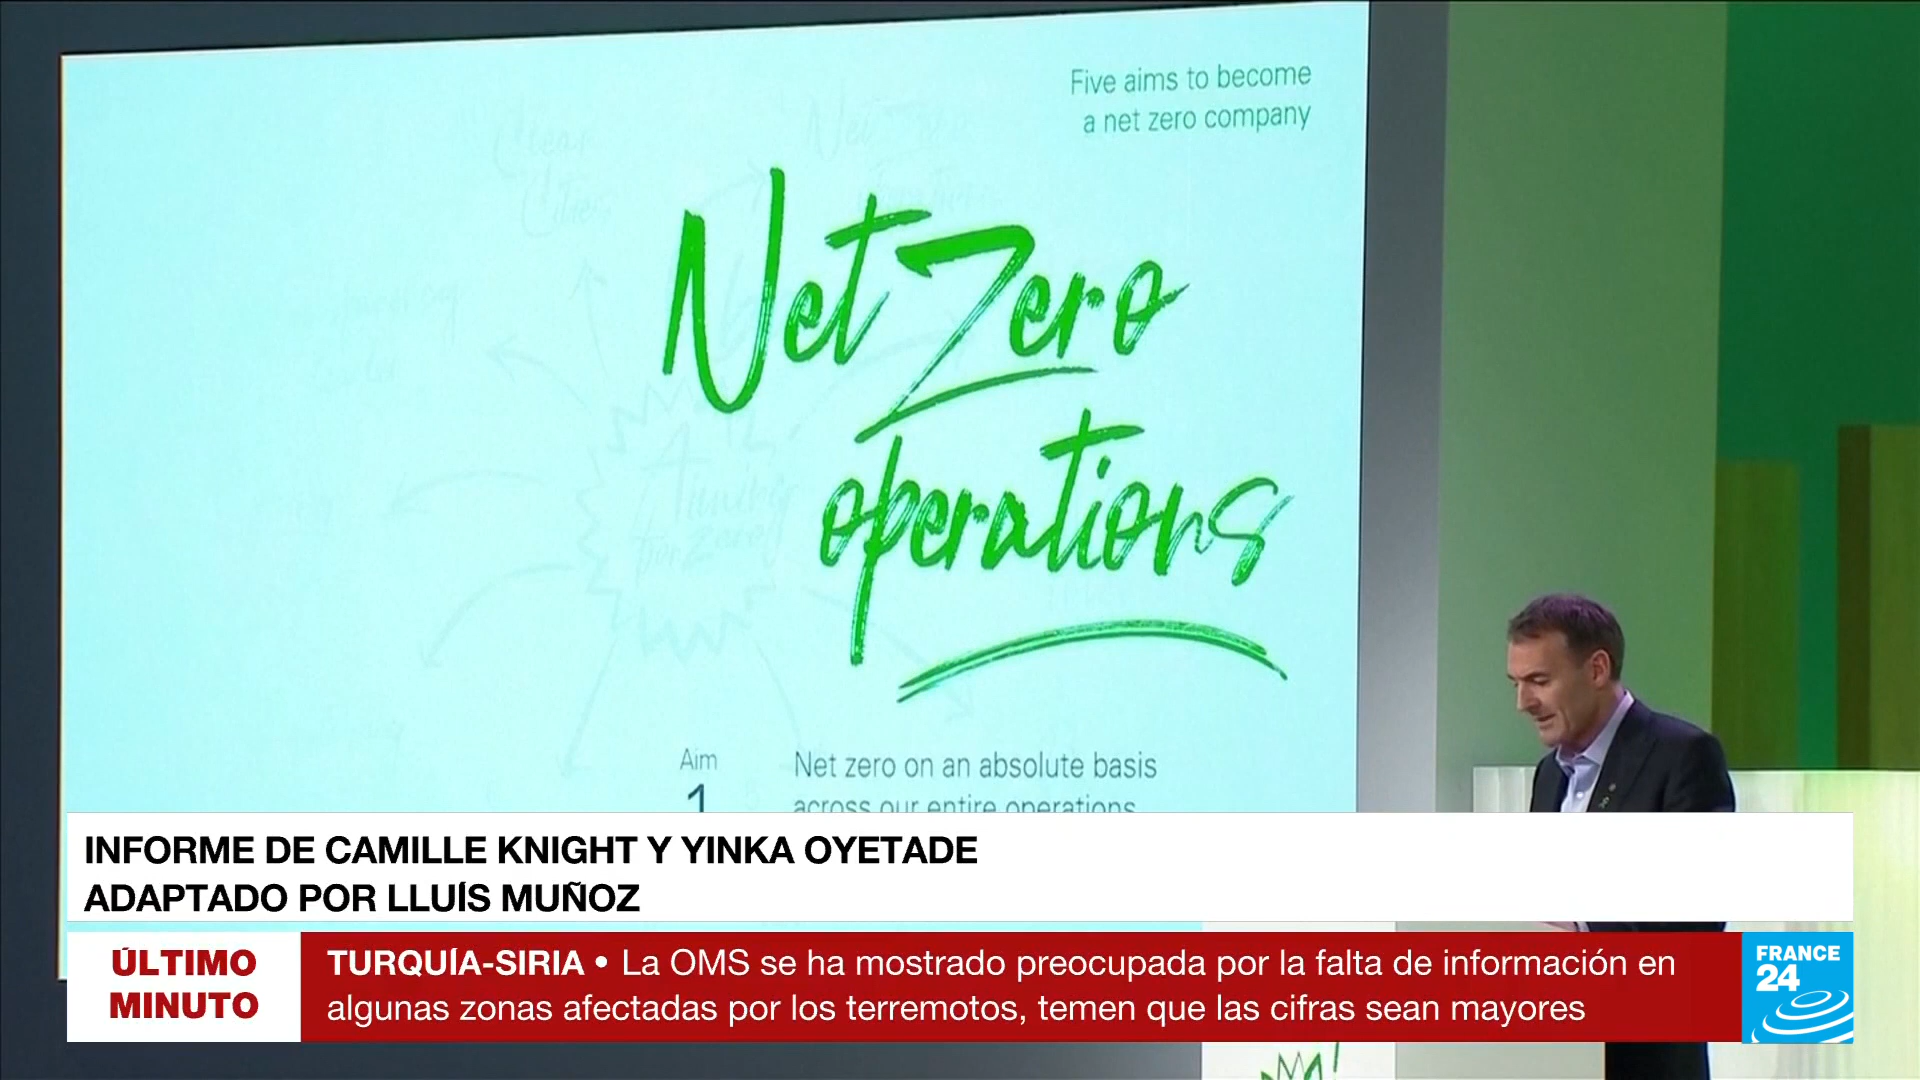 Five aims to become
a net zero company
Net Zero
operations
Aim
1
Net zero on an absolute basis
across our entire operations
INFORME DE CAMILLE KNIGHT Y YINKA OYETADE
ADAPTADO POR LLUÍS MUÑOZ
ÚLTIMO
MINUTO
TURQUÍA-SIRIA • La OMS se ha mostrado preocupada por la falta de información en
algunas zonas afectadas por los terremotos, temen que las cifras sean mayores
FRANCE
24